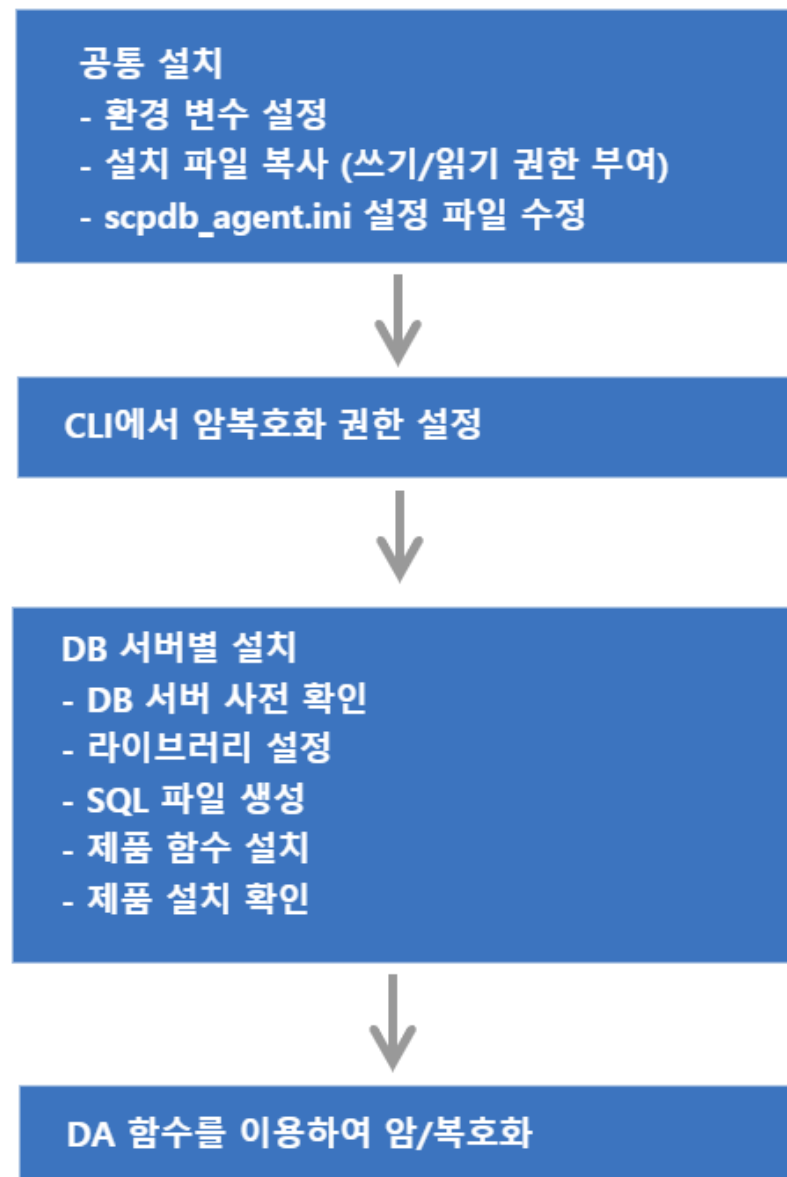 공통 설치
- 환경 변수 설정
- 설치 파일 복사 (쓰기/읽기 권한 부여)
- scpdb_agent.ini 설정 파일 수정
CLI에서 암복호화 권한 설정
DB 서버별 설치
- DB 서버 사전 확인
- 라이브러리 설정
- SQL 파일 생성
- 제품 함수 설치
- 제품 설치 확인
DA 함수를 이용하여 암/복호화